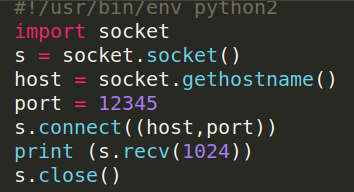 #!/usr/bin/env python2
import socket
s = socket.socket()
host = socket.gethostname()
port = 12345
s.connect((host,port))
print (s.recv(1024))
s.close()